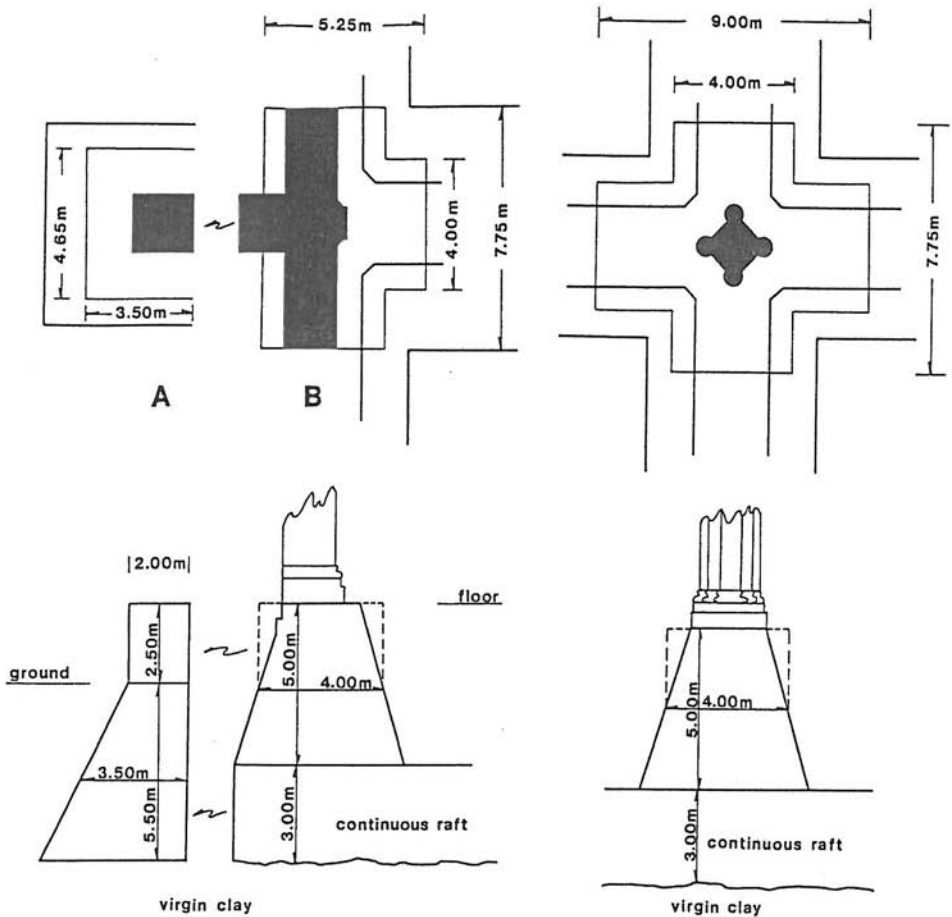 5.25m
9.00m
4.00m
4.65m
4.00m
7.75m
7.75m
3.50m
A
B
2.00m
floor
2.50m
5.00m
ground
4.00m
5.00m
4.00m
3.50m
5.50m
3.00m
continuous raft
3.00m
continuous raft
virgin clay
virgin clay